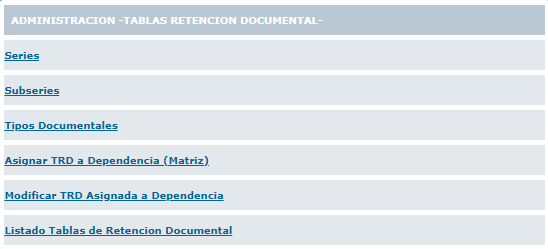 ADMINISTRACION -TABLAS RETENCION DOCUMENTAL-
Series
Subseries
Tipos Documentales
Asignar TRD a Dependencia (Matriz)
Modificar TRD Asignada a Dependencia
Listado Tablas de Retencion Documental